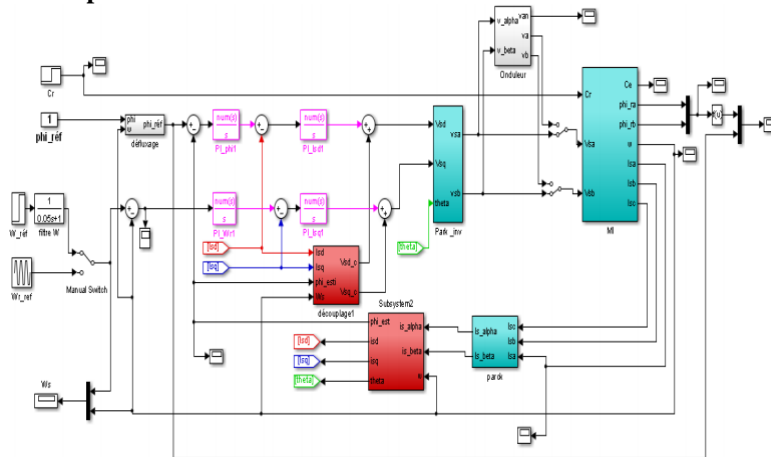 v_alpha
van
va
v_beta
vb
Onduleur
Cr
Cr
Ce
phi_ra
phi_rb
w
Isa
Isb
Isc
Vsa
Vsb
MI
f(u)
1
phi_réf
phi
w
phi_réf
défluxage
num(s)
s
PI_phi1
num(s)
s
PI_Isd1
Vsd
vsa
Vsq
vsb
theta
Park _inv
[theta]
W_réf
1
0.05s+1
filtre W
Manual Switch
Wr_ref
num(s)
s
PI_Wr1
num(s)
s
PI_Isq1
[Isd]
[Isq]
Isd
Isq
phi_esti
Ws
Vsd_c
Vsq_c
découplage1
Subsystem2
phi_est
isd
isq
theta
is_alpha
is_beta
w
[Isd]
[Isq]
[theta]
Is_alpha
Is_beta
Isc
Isb
Isa
parck
Ws